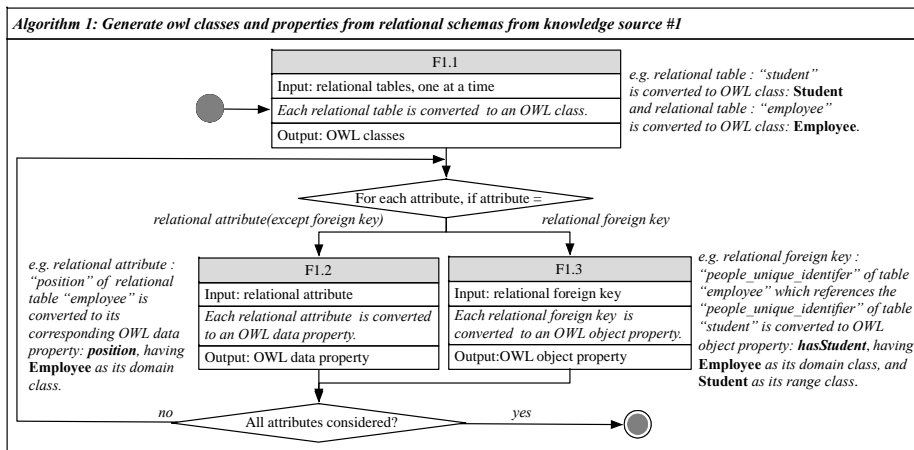 Algorithm 1: Generate owl classes and properties from relational schemas from knowledge source #1
F1.1
Input: relational tables, one at a time
Each relational table is converted to an OWL class.
Output: OWL classes
e.g. relational table : “student”
is converted to OWL class: Student
and relational table : “employee”
is converted to OWL class: Employee.
For each attribute, if attribute =
relational attribute(except foreign key)
relational foreign key
e.g. relational attribute :
“position” of relational
table “employee” is
converted to its
corresponding OWL data
property: position, having
Employee as its domain
class.
F1.2
Input: relational attribute
Each relational attribute is converted
to an OWL data property.
Output: OWL data property
F1.3
Input: relational foreign key
Each relational foreign key is
converted to an OWL object property.
Output:OWL object property
e.g. relational foreign key :
“people_unique_identifer” of table
“employee” which references the
“people_unique_identifier” of table
“student” is converted to OWL
object property: hasStudent, having
Employee as its domain class, and
Student as its range class.
no
All attributes considered?
yes